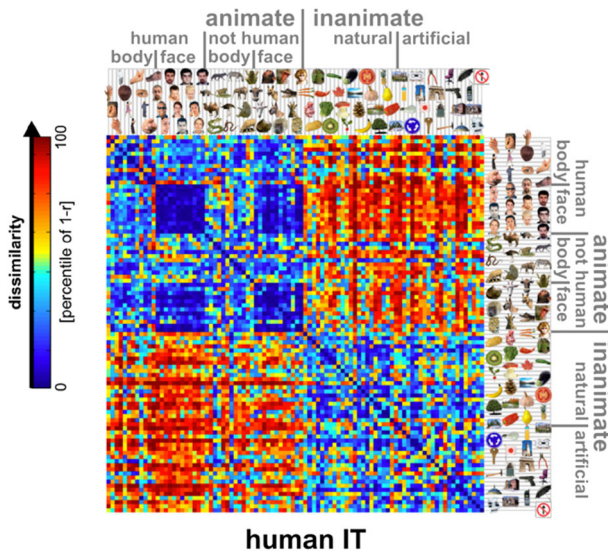 animate inanimate
human not human natural artificial
body face body face
100
dissimilarity
[percentile of 1-r]
0
human
body face
animate
not human
body face
inanimate
natural artificial
human IT